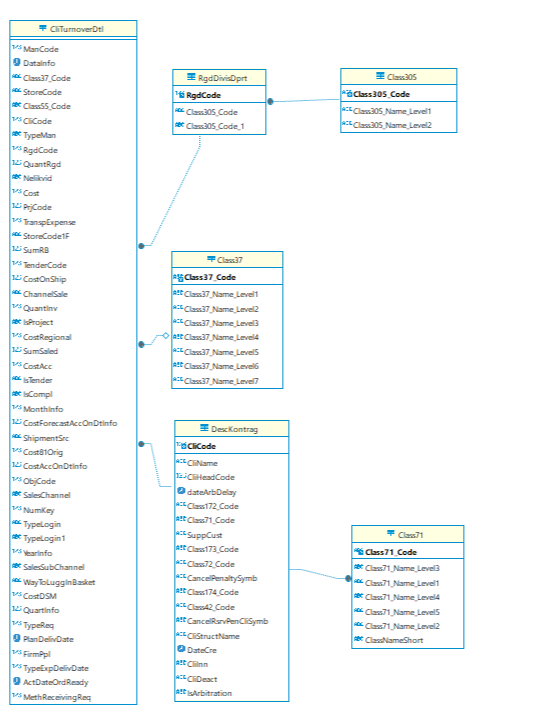 CliTurnoverDtl
ManCode
DataInfo
Class37_Code
StoreCode
Class55_Code
CliCode
TypeMan
RgdCode
QuantRgd
Nelikvid
Cost
PrjCode
TranspExpense
StoreCode1F
SumRB
TenderCode
CostOnShip
ChannelSale
QuantInv
IsProject
CostRegional
SumSaled
CostAcc
IsTender
IsCompl
MonthInfo
CostForecastAccOnDtInfo
ShipmentSrc
Cost81Orig
CostAccOnDtInfo
ObjCode
SalesChannel
NumKey
TypeLogin
TypeLogin1
YearInfo
SalesSubChannel
WayToLuggInBasket
CostDSM
QuartInfo
TypeReq
PlanDelivDate
FirmPpl
TypeExpDelivDate
ActDateOrdReady
MethReceivingReq
RgdDivisDprt
RgdCode
Class305_Code
Class305_Code_1
Class305
Class305_Code
Class305_Name_Level1
Class305_Name_Level2
Class37
Class37_Code
Class37_Name_Level1
Class37_Name_Level2
Class37_Name_Level3
Class37_Name_Level4
Class37_Name_Level5
Class37_Name_Level6
Class37_Name_Level7
DescKontrag
CliCode
CliName
CliHeadCode
dateArbDelay
Class172_Code
Class71_Code
SuppCust
Class173_Code
Class72_Code
CancelPenaltySymb
Class174_Code
Class42_Code
CancelRsrvPenCliSymb
CliStructName
DateCre
CliInn
CliDeact
IsArbitration
Class71
Class71_Code
Class71_Name_Level3
Class71_Name_Level1
Class71_Name_Level4
Class71_Name_Level5
Class71_Name_Level2
ClassNameShort